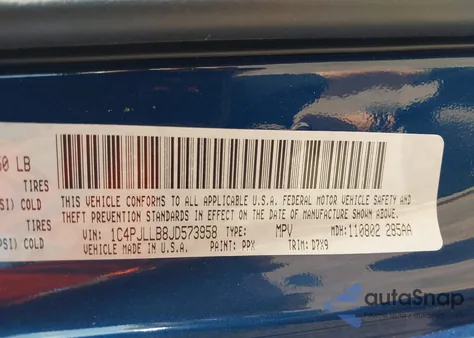 50 LB
TIRES
SI) COLD
TIRES
PSI) COLD
THIS VEHICLE CONFORMS TO ALL APPLICABLE U.S.A. FEDERAL MOTOR VEHICLE SAFETY AND
THEFT PREVENTION STANDARDS IN EFFECT ON THE DATE OF MANUFACTURE SHOWN ABOVE.
VIN: 1C4PJLLB8JD573958 TYPE: MPV MDH: 110802 285AA
VEHICLE MADE IN U.S.A. PAINT: PPX TRIM: D7X9
autoSnap